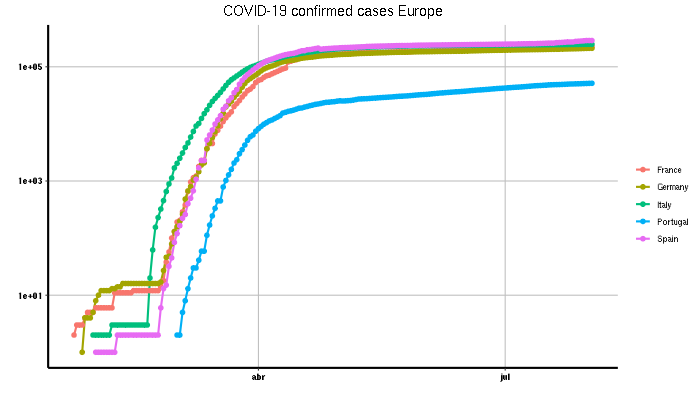 COVID-19 confirmed cases Europe
1e+05
1e+03
1e+01
abr
jul
France
Germany
Italy
Portugal
Spain